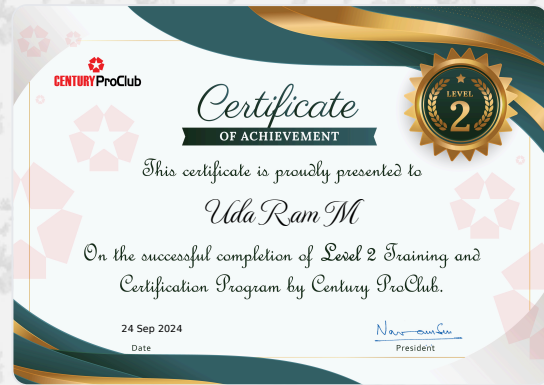 CENTURY ProClub
LEVEL
2
Certificate
OF ACHIEVEMENT
This certificate is proudly presented to
Uda Ram M
On the successful completion of Level 2 Training and
Certification Program by Century ProClub.
24 Sep 2024
Date
President